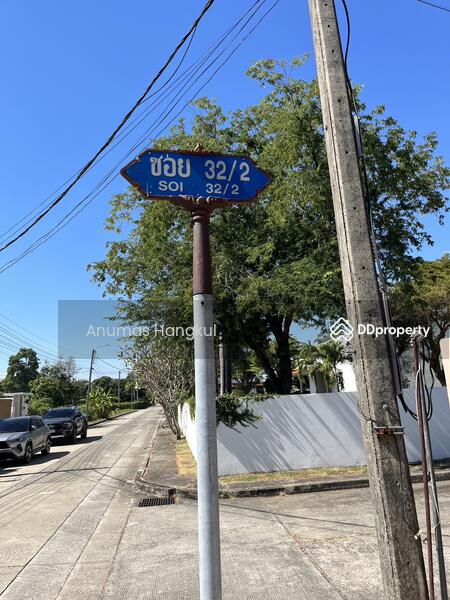 ซอย 32/2
SOI 32/2
Anumas Hangkul
DDproperty